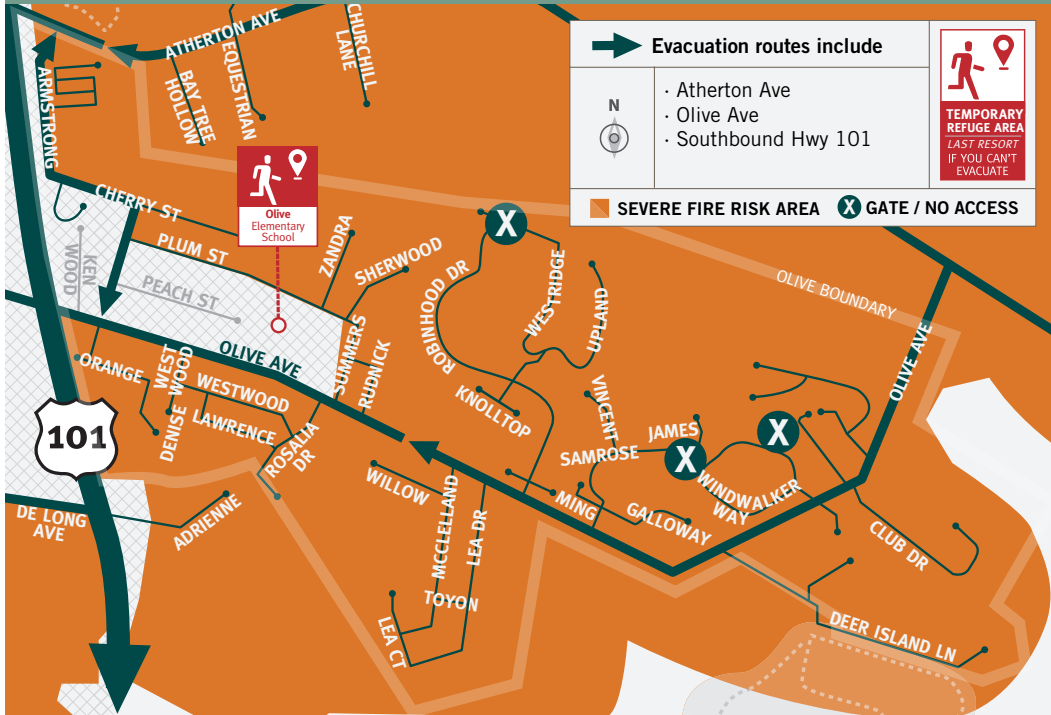 Evacuation routes include
N
· Atherton Ave
· Olive Ave
· Southbound Hwy 101
TEMPORARY
REFUGE AREA
LAST RESORT
IF YOU CAN'T
EVACUATE
SEVERE FIRE RISK AREA
X GATE / NO ACCESS
ATHERTON AVE
CHURCHILL
LANE
EQUESTRIAN
BAY TREE
HOLLOW
ARMSTRONG
CHERRY ST
Olive
Elementary
School
PLUM ST
KEN
WOOD
PEACH ST
ZANDRA
SHERWOOD
X
ROBINHOOD DR
WESTRIDGE
UPLAND
OLIVE BOUNDARY
OLIVE AVE
OLIVE AVE
SUMMERS
RUDNICK
ORANGE
WEST
WOOD
DENISE
WESTWOOD
LAWRENCE
ROSALIA
DR
KNOLLTOP
VINCENT
JAMES
SAMROSE
X
X
WINDWALKER
WAY
101
WILLOW
MCCLELLAND
LEA DR
MING
GALLOWAY
CLUB DR
DE LONG
AVE
ADRIENNE
TOYON
LEA CT
DEER ISLAND LN